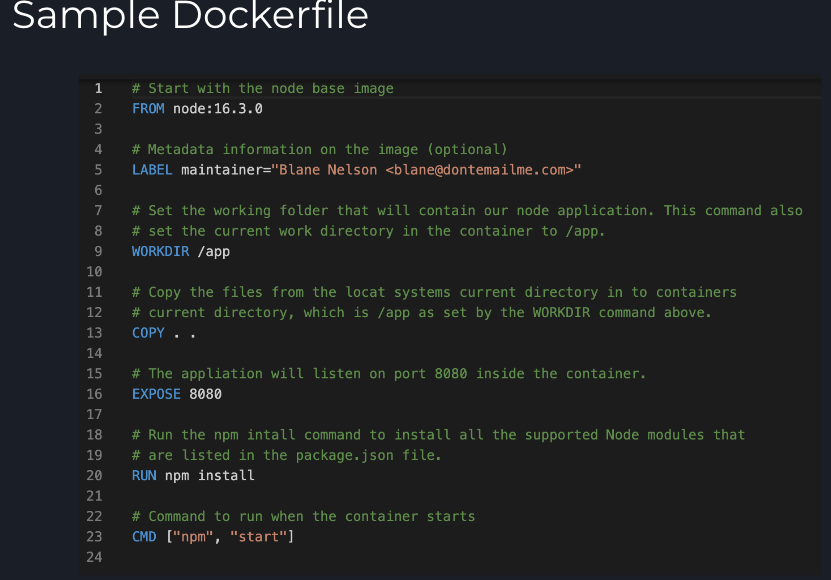 Sample Dockerfile
1 # Start with the node base image
2 FROM node:16.3.0
3
4 # Metadata information on the image (optional)
5 LABEL maintainer="Blane Nelson <blane@dontemailme.com>"
6
7 # Set the working folder that will contain our node application. This command also
8 # set the current work directory in the container to /app.
9 WORKDIR /app
10
11 # Copy the files from the locat systems current directory in to containers
12 # current directory, which is /app as set by the WORKDIR command above.
13 COPY . .
14
15 # The appliation will listen on port 8080 inside the container.
16 EXPOSE 8080
17
18 # Run the npm intall command to install all the supported Node modules that
19 # are listed in the package.json file.
20 RUN npm install
21
22 # Command to run when the container starts
23 CMD ["npm", "start"]
24